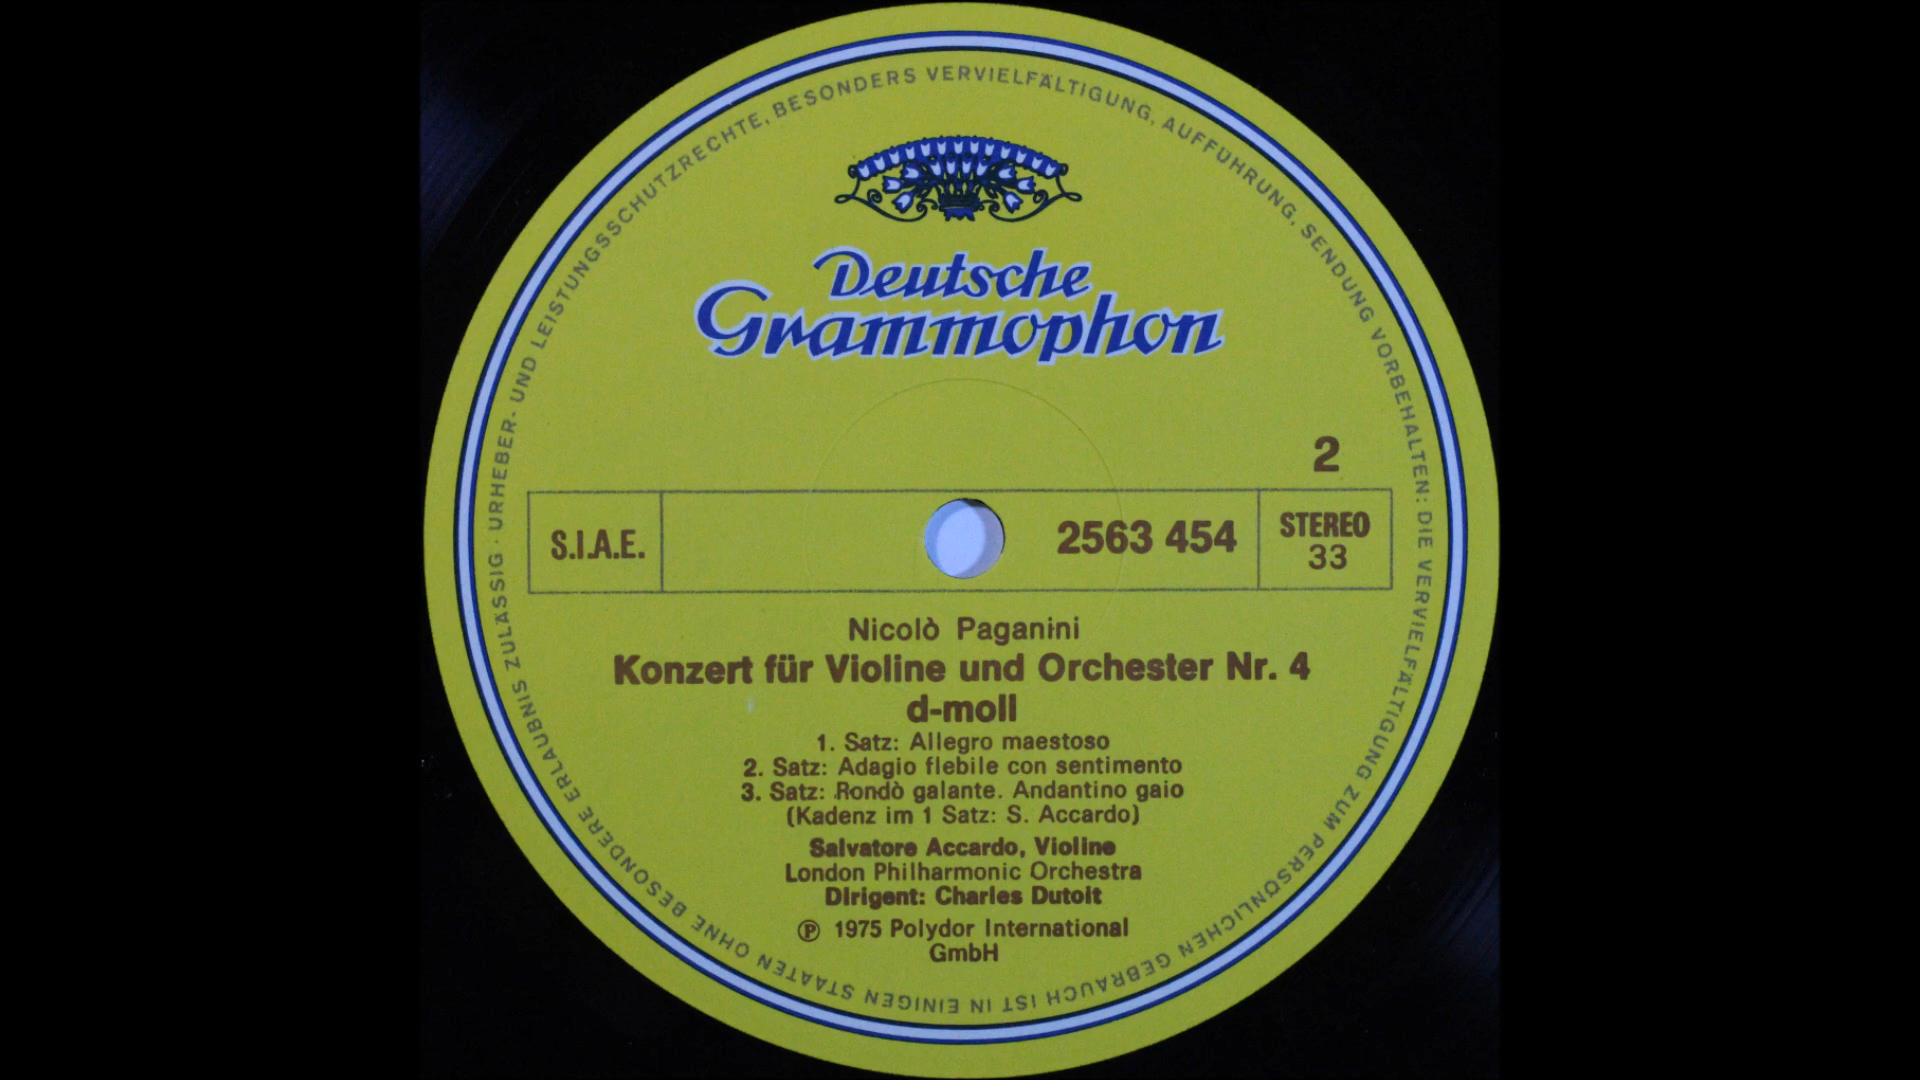 Deutsche
Grammophon
2
S.I.A.E.
2563 454
STEREO
33
Nicolò Paganini
Konzert für Violine und Orchester Nr. 4
d-moll
1. Satz: Allegro maestoso
2. Satz: Adagio flebile con sentimento
3. Satz: Rondò galante. Andantino gaio
(Kadenz im 1 Satz: S. Accardo)
Salvatore Accardo, Violine
London Philharmonic Orchestra
Dirigent: Charles Dutoit
℗ 1975 Polydor International
GmbH
URHEBER- UND LEISTUNGSSCHUTZRECHTE, BESONDERS VERVIELFÄLTIGUNG, AUFFÜHRUNG, SENDUNG VORBEHALTEN: DIE VERVIELFÄLTIGUNG ZUM PERSÖNLICHEN GEBRAUCH IST IN EINIGEN STAATEN OHNE BESONDERE ERLAUBNIS ZULÄSSIG ·